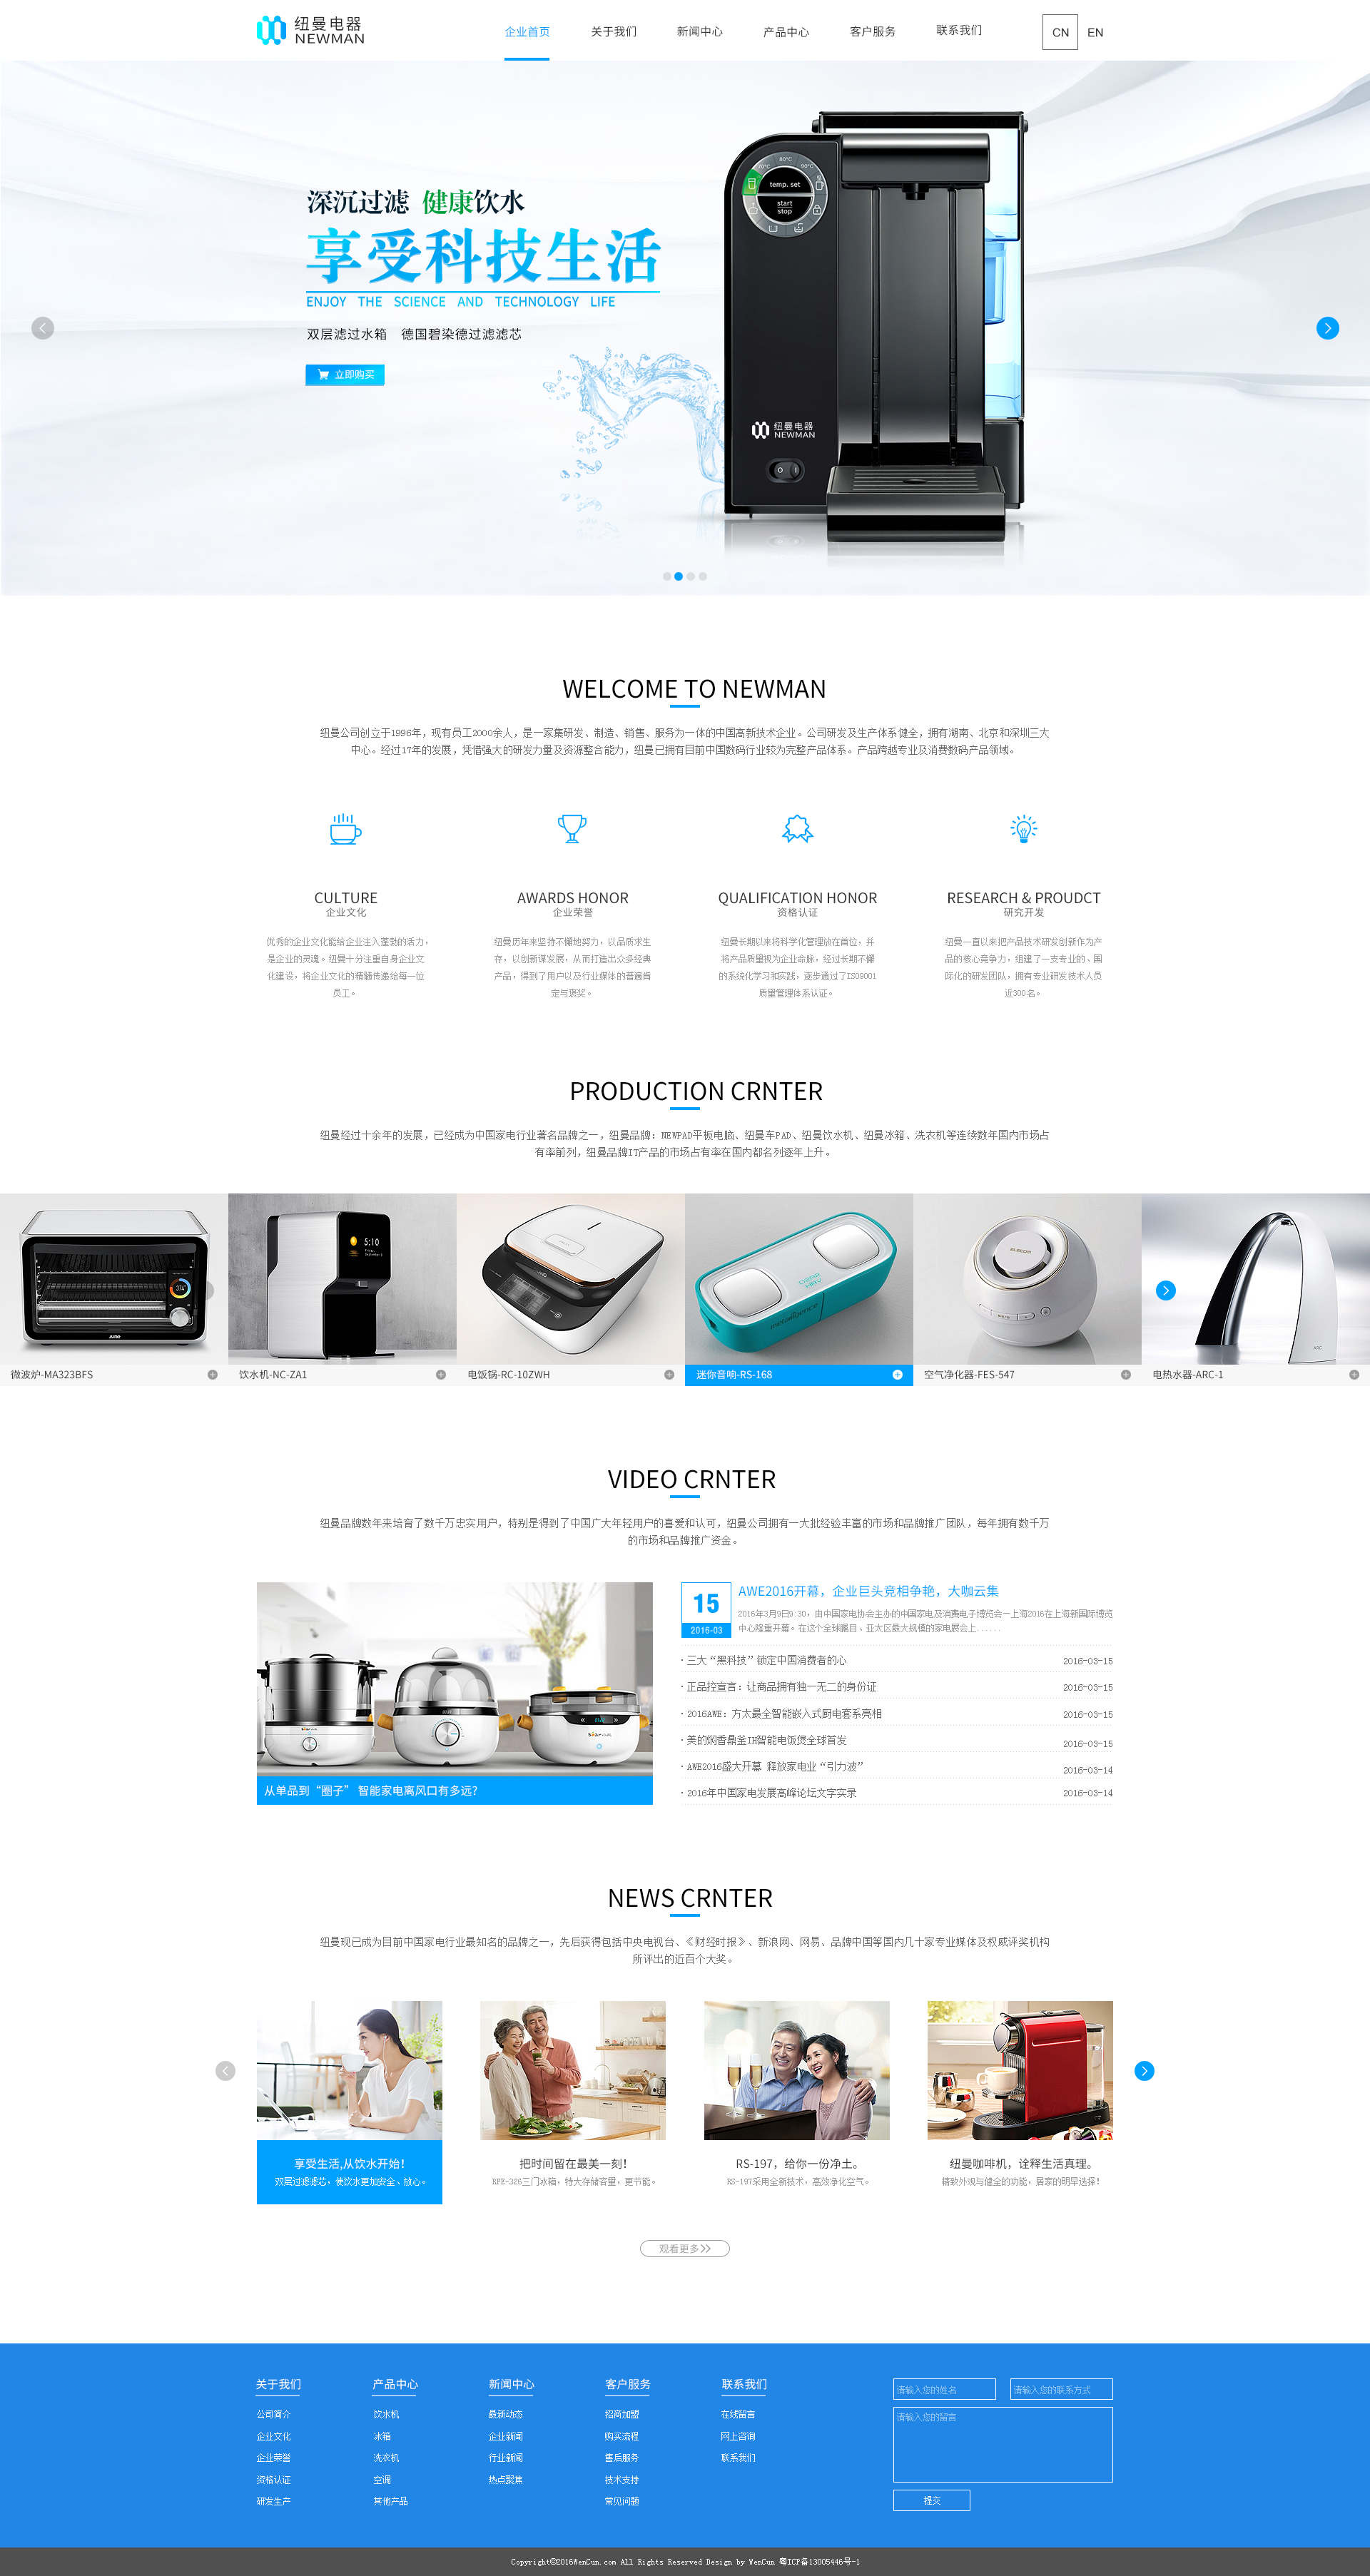 纽曼电器
NEWMAN
企业首页 关于我们 新闻中心 产品中心 客户服务 联系我们 CN EN
70°C 80°C 90°C
temp. set
start
stop
深沉过滤 健康饮水
享受科技生活
ENJOY THE SCIENCE AND TECHNOLOGY LIFE
双层滤过水箱 德国碧染德过滤滤芯
立即购买
纽曼电器
NEWMAN
WELCOME TO NEWMAN
纽曼公司创立于1996年，现有员工2000余人，是一家集研发、制造、销售、服务为一体的中国高新技术企业。公司研发及生产体系健全，拥有湖南、北京和深圳三大
中心。经过17年的发展，凭借强大的研发力量及资源整合能力，纽曼已拥有目前中国数码行业较为完整产品体系。产品跨越专业及消费数码产品领域。
CULTURE
企业文化
优秀的企业文化能给企业注入蓬勃的活力，
是企业的灵魂。纽曼十分注重自身企业文
化建设，将企业文化的精髓传递给每一位
员工。
AWARDS HONOR
企业荣誉
纽曼历年来坚持不懈地努力，以品质求生
存，以创新谋发展，从而打造出众多经典
产品，得到了用户以及行业媒体的普遍肯
定与褒奖。
QUALIFICATION HONOR
资格认证
纽曼长期以来将科学化管理放在首位，并
将产品质量视为企业命脉，经过长期不懈
的系统化学习和实践，逐步通过了ISO9001
质量管理体系认证。
RESEARCH & PROUDCT
研究开发
纽曼一直以来把产品技术研发创新作为产
品的核心竞争力，组建了一支专业的、国
际化的研发团队，拥有专业研发技术人员
近300名。
PRODUCTION CRNTER
纽曼经过十余年的发展，已经成为中国家电行业著名品牌之一，纽曼品牌：NEWPAD平板电脑、纽曼车PAD、纽曼饮水机、纽曼冰箱、洗衣机等连续数年国内市场占
有率前列，纽曼品牌IT产品的市场占有率在国内都名列逐年上升。
june
5:10
ELECOM
ARC
微波炉-MA323BFS
饮水机-NC-ZA1
电饭锅-RC-10ZWH
迷你音响-RS-168
空气净化器-FES-547
电热水器-ARC-1
VIDEO CRNTER
纽曼品牌数年来培育了数千万忠实用户，特别是得到了中国广大年轻用户的喜爱和认可，纽曼公司拥有一大批经验丰富的市场和品牌推广团队，每年拥有数千万
的市场和品牌推广资金。
从单品到“圈子” 智能家电离风口有多远?
15
2016-03
AWE2016开幕，企业巨头竞相争艳，大咖云集
2016年3月9日9:30，由中国家电协会主办的中国家电及消费电子博览会－上海2016在上海新国际博览
中心隆重开幕。在这个全球瞩目、亚太区最大规模的家电展会上......
· 三大“黑科技”锁定中国消费者的心 2016-03-15
· 正品控宣言：让商品拥有独一无二的身份证 2016-03-15
· 2016AWE：方太最全智能嵌入式厨电套系亮相 2016-03-15
· 美的焖香鼎釜IH智能电饭煲全球首发 2016-03-15
· AWE2016盛大开幕 释放家电业“引力波” 2016-03-14
· 2016年中国家电发展高峰论坛文字实录 2016-03-14
NEWS CRNTER
纽曼现已成为目前中国家电行业最知名的品牌之一，先后获得包括中央电视台、《财经时报》、新浪网、网易、品牌中国等国内几十家专业媒体及权威评奖机构
所评出的近百个大奖。
享受生活,从饮水开始!
双层过滤滤芯，使饮水更加安全、放心。
把时间留在最美一刻!
RFE-326三门冰箱，特大存储容量，更节能。
RS-197，给你一份净土。
RS-197采用全新技术，高效净化空气。
纽曼咖啡机，诠释生活真理。
精致外观与健全的功能，居家的明早选择!
观看更多
关于我们
公司简介
企业文化
企业荣誉
资格认证
研发生产
产品中心
饮水机
冰箱
洗衣机
空调
其他产品
新闻中心
最新动态
企业新闻
行业新闻
热点聚焦
客户服务
招商加盟
购买流程
售后服务
技术支持
常见问题
联系我们
在线留言
网上咨询
联系我们
请输入您的姓名
请输入您的联系方式
请输入您的留言
提交
Copyright©2016WenCun.com All Rights Reserved Design by WenCun 粤ICP备13005446号-1